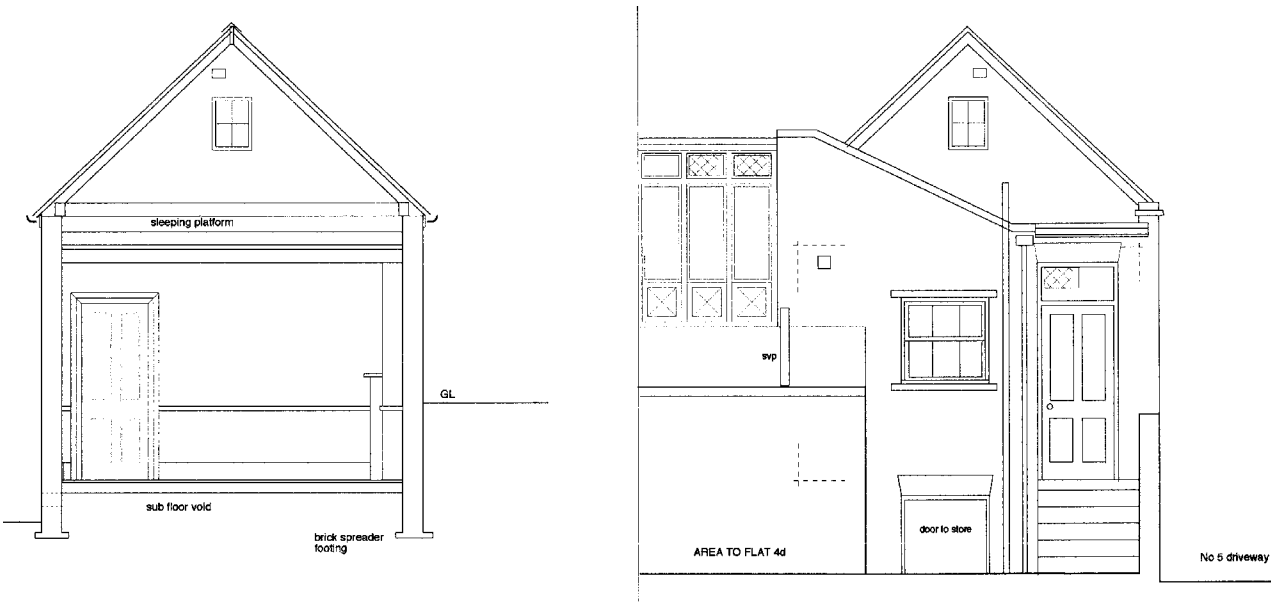 sleeping platform
GL
sub floor void
brick spreader
footing
svp
door to store
AREA TO FLAT 4d
No 5 driveway